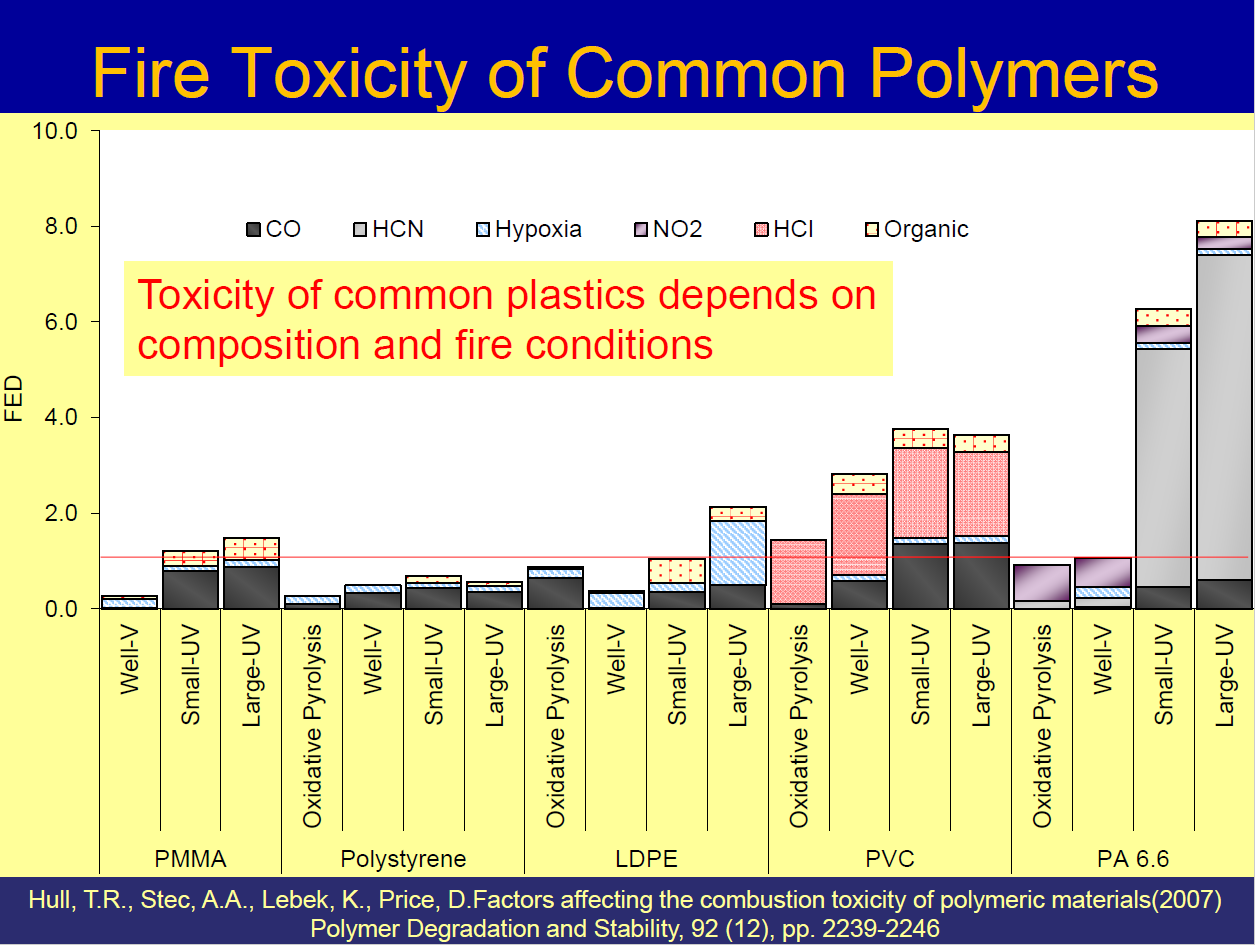 Fire Toxicity of Common Polymers
10.0
8.0
6.0
4.0
2.0
0.0
FED
CO HCN Hypoxia NO2 HCl Organic
Toxicity of common plastics depends on
composition and fire conditions
Well-V
Small-UV
Large-UV
Oxidative Pyrolysis
Well-V
Small-UV
Large-UV
Oxidative Pyrolysis
Well-V
Small-UV
Large-UV
Oxidative Pyrolysis
Well-V
Small-UV
Large-UV
Oxidative Pyrolysis
Well-V
Small-UV
Large-UV
PMMA Polystyrene LDPE PVC PA 6.6
Hull, T.R., Stec, A.A., Lebek, K., Price, D.Factors affecting the combustion toxicity of polymeric materials(2007)
Polymer Degradation and Stability, 92 (12), pp. 2239-2246